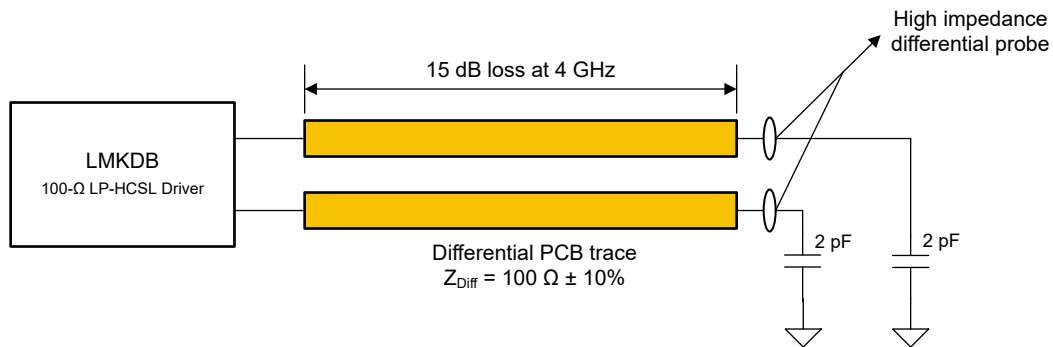 High impedance
differential probe
15 dB loss at 4 GHz
LMKDB
100-Ω LP-HCSL Driver
2 pF
2 pF
Differential PCB trace
Z_Diff = 100 Ω ± 10%